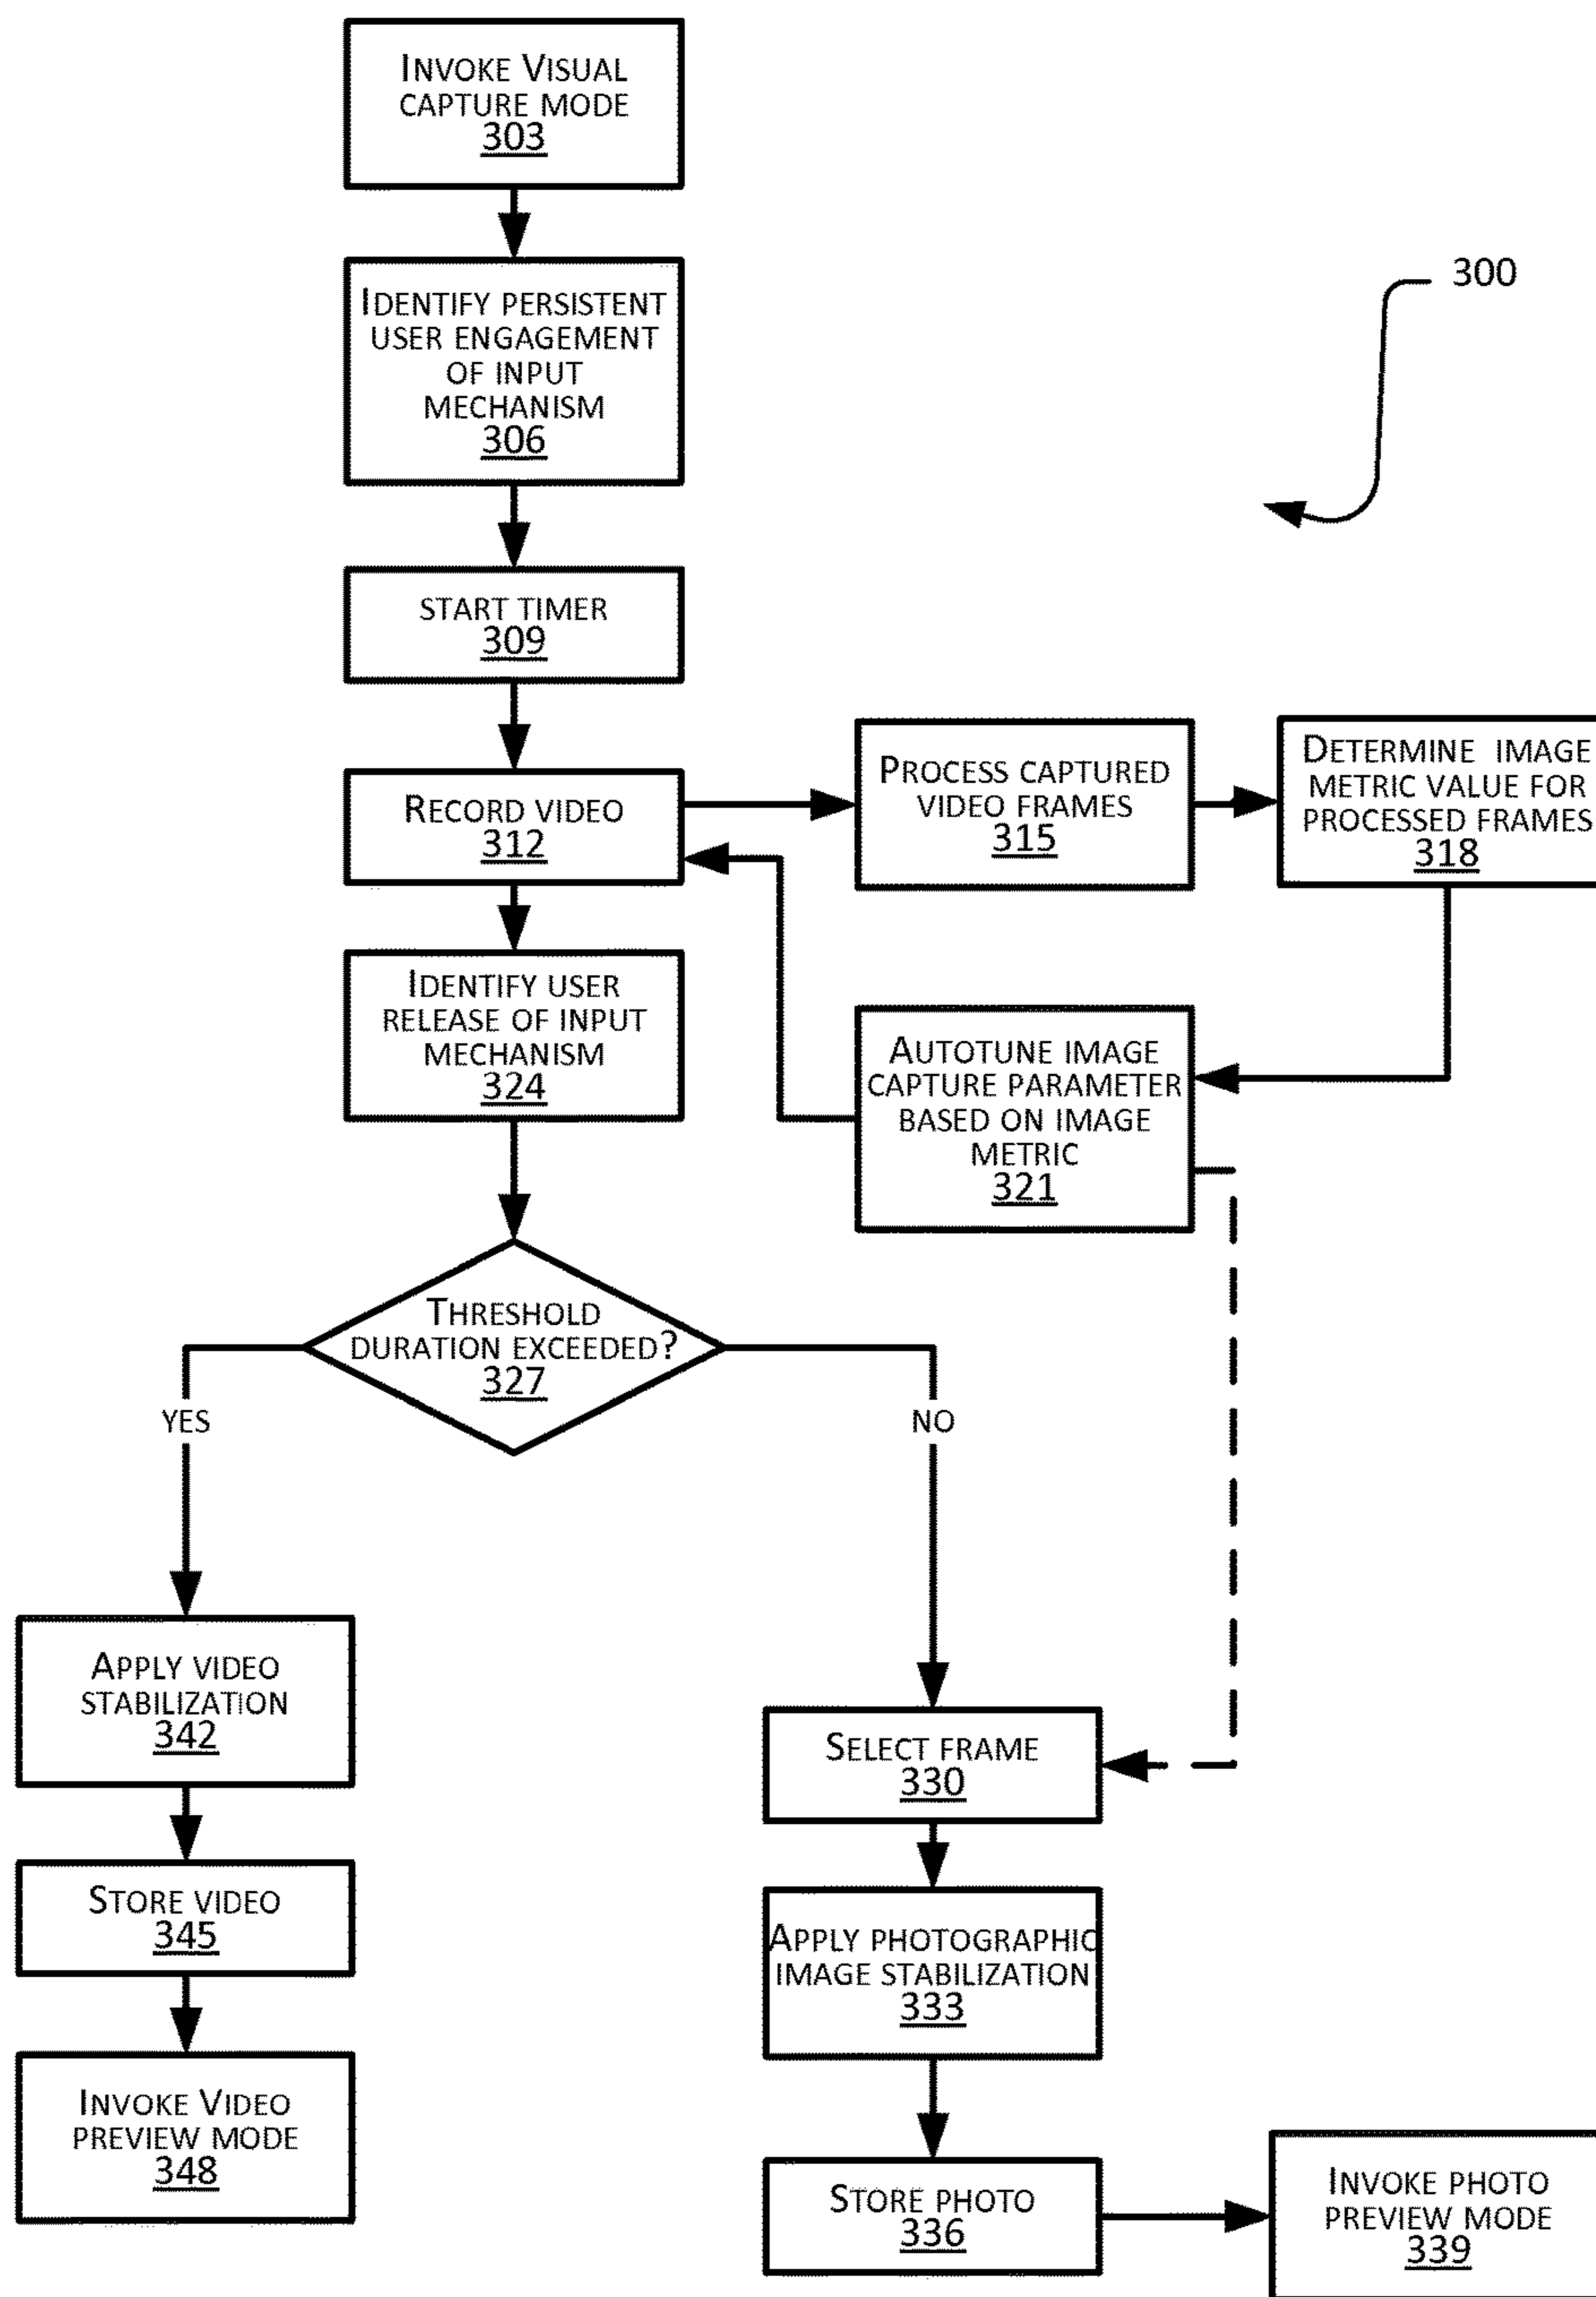 INVOKE VISUAL
CAPTURE MODE
303
IDENTIFY PERSISTENT
USER ENGAGEMENT
OF INPUT
MECHANISM
306
300
START TIMER
309
RECORD VIDEO
312
PROCESS CAPTURED
VIDEO FRAMES
315
DETERMINE IMAGE
METRIC VALUE FOR
PROCESSED FRAMES
318
AUTOTUNE IMAGE
CAPTURE PARAMETER
BASED ON IMAGE
METRIC
321
IDENTIFY USER
RELEASE OF INPUT
MECHANISM
324
THRESHOLD
DURATION EXCEEDED?
327
YES
NO
APPLY VIDEO
STABILIZATION
342
STORE VIDEO
345
INVOKE VIDEO
PREVIEW MODE
348
SELECT FRAME
330
APPLY PHOTOGRAPHIC
IMAGE STABILIZATION
333
STORE PHOTO
336
INVOKE PHOTO
PREVIEW MODE
339